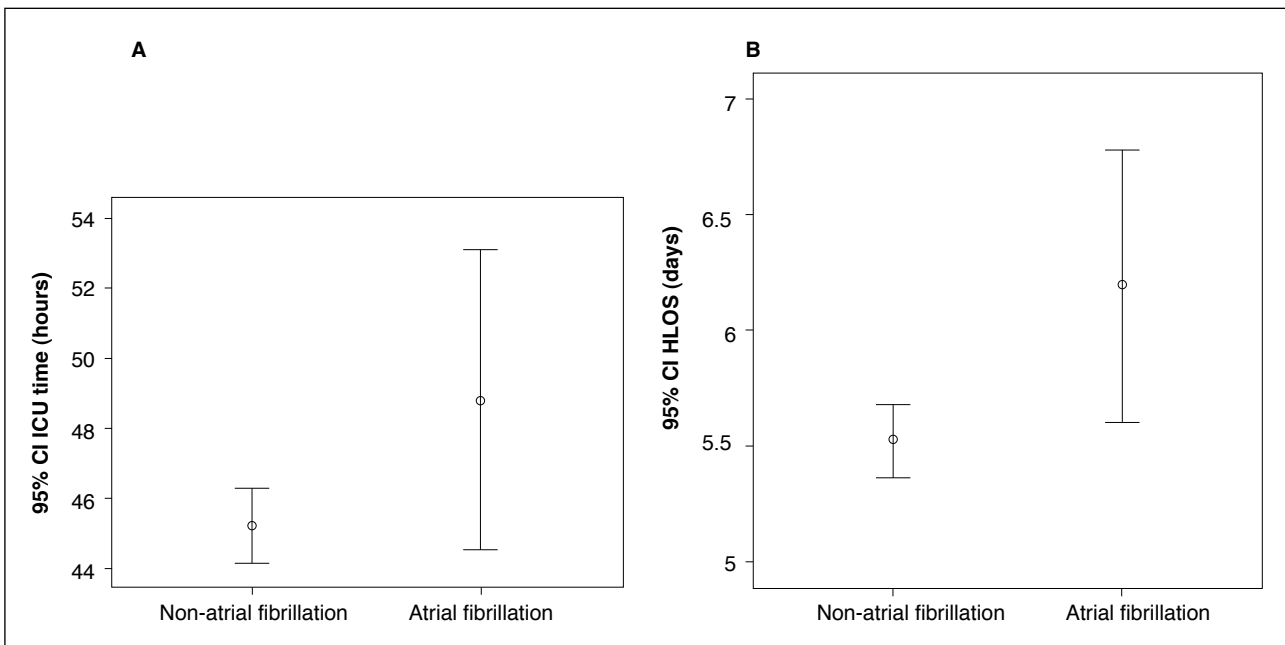 A
95% CI ICU time (hours)
54
52
50
48
46
44
Non-atrial fibrillation
Atrial fibrillation
B
95% CI HLOS (days)
7
6.5
6
5.5
5
Non-atrial fibrillation
Atrial fibrillation